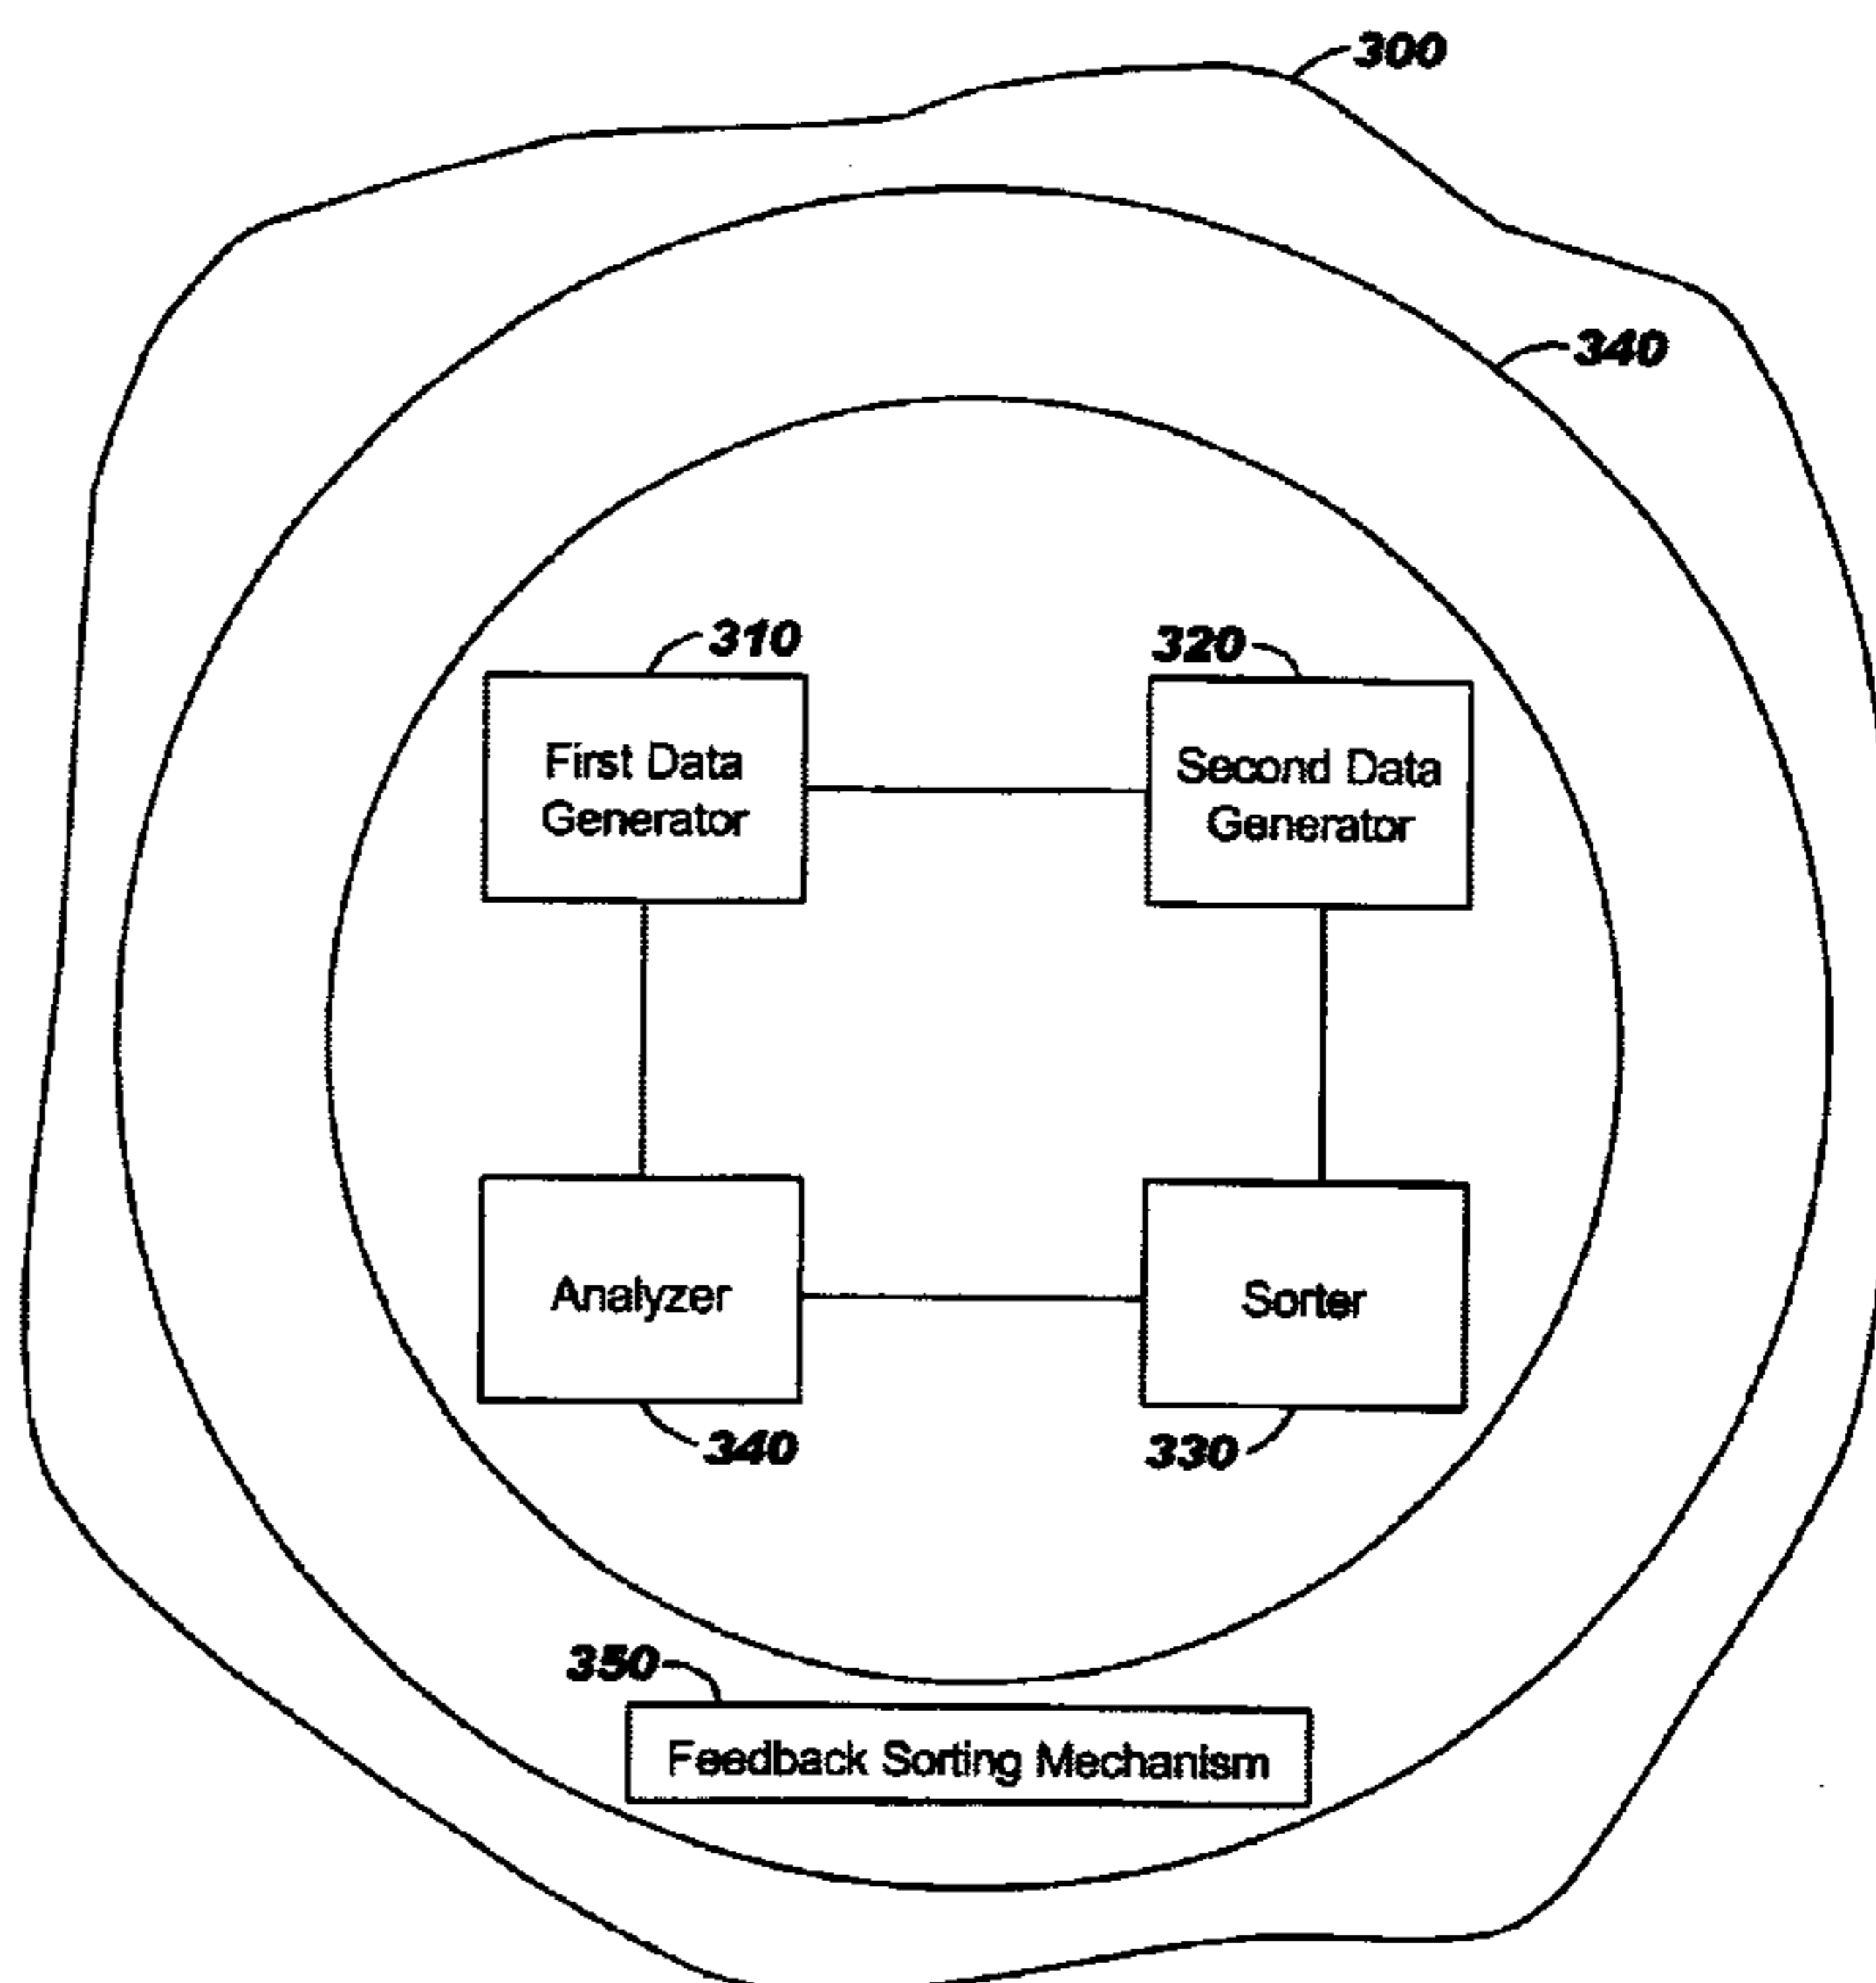 300
340
310
320
First Data
Generator
Second Data
Generator
Analyzer
Sorter
340
330
350
Feedback Sorting Mechanism